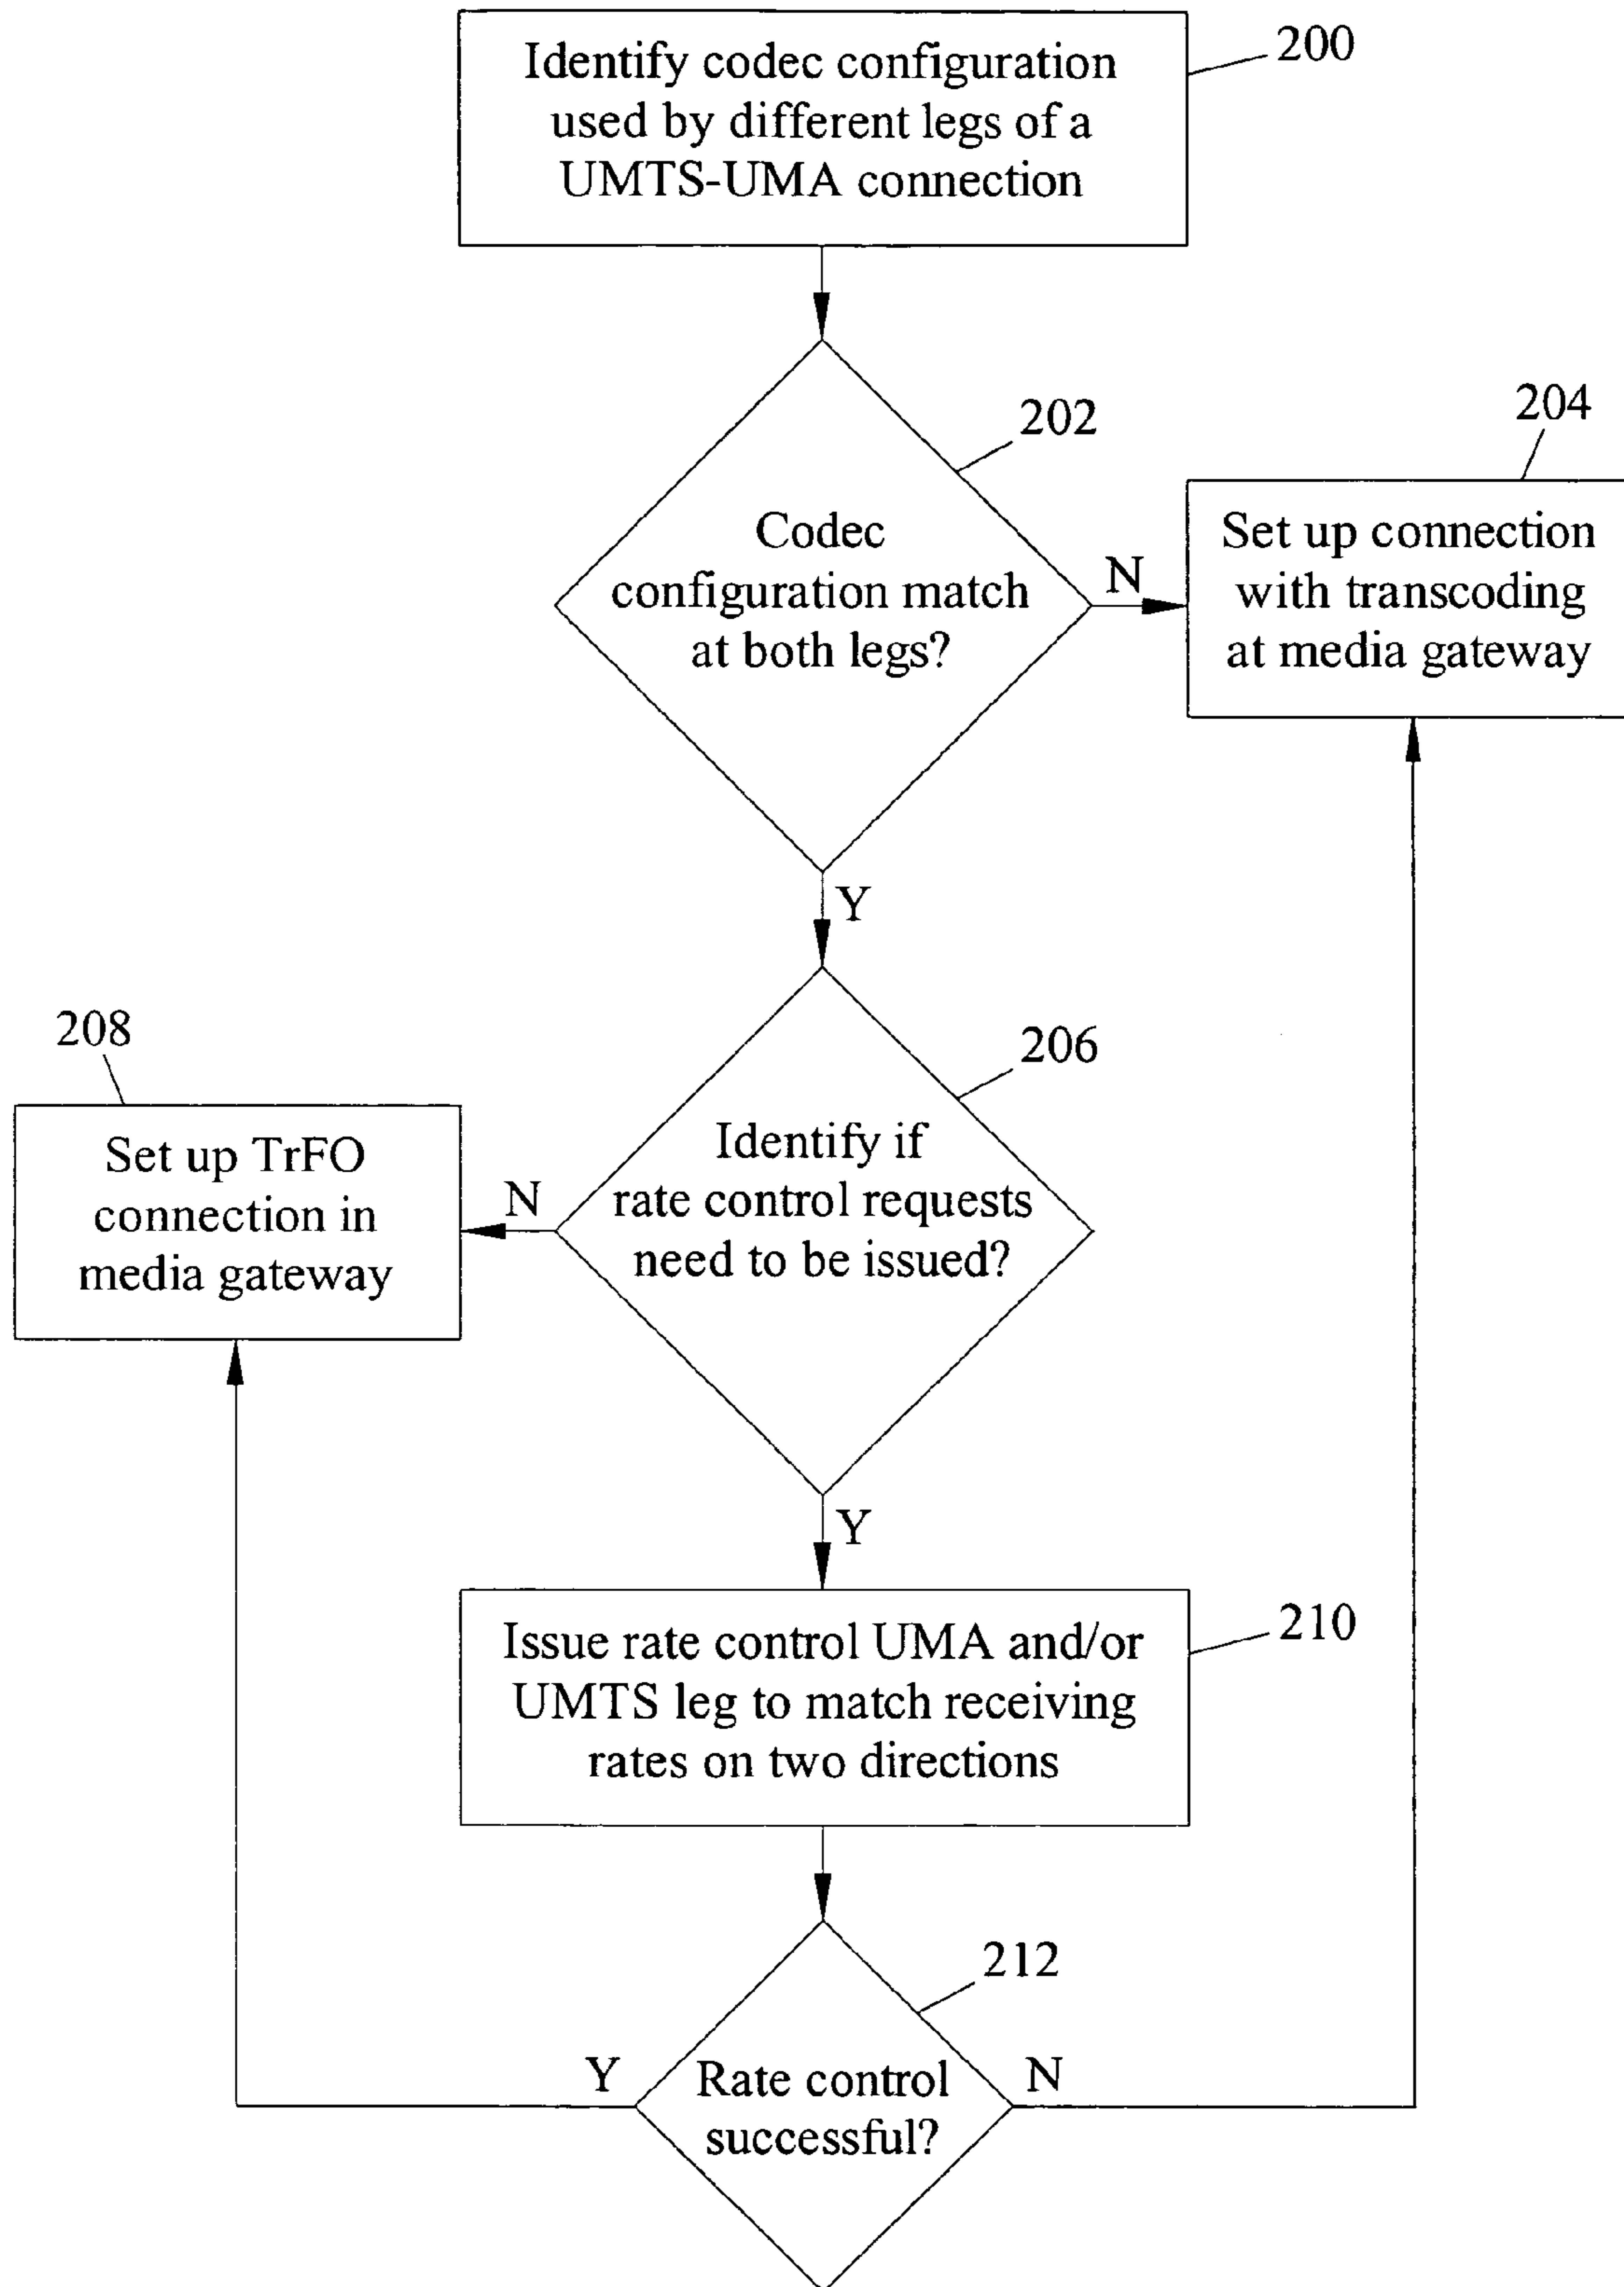 Identify codec configuration
used by different legs of a
UMTS-UMA connection
200
Codec
configuration match
at both legs?
202
N
Set up connection
with transcoding
at media gateway
204
Y
Identify if
rate control requests
need to be issued?
206
N
Set up TrFO
connection in
media gateway
208
Y
Issue rate control UMA and/or
UMTS leg to match receiving
rates on two directions
210
Rate control
successful?
212
Y
N